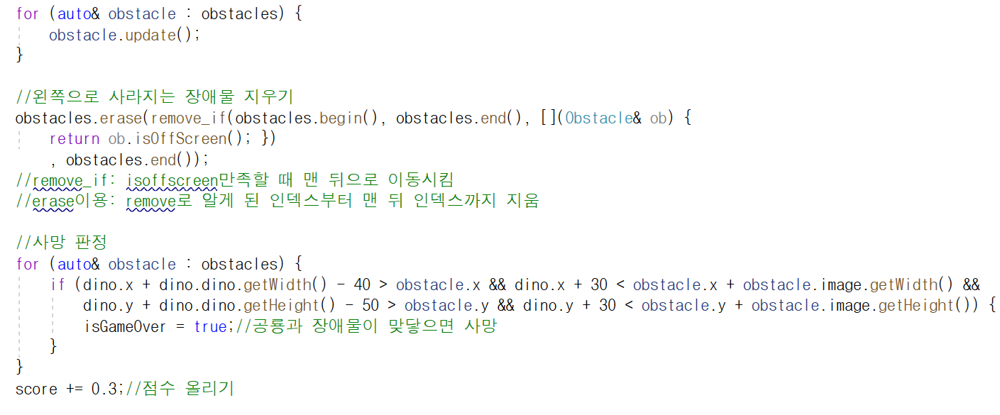 for (auto& obstacle : obstacles) {
obstacle.update();
}
//왼쪽으로 사라지는 장애물 지우기
obstacles.erase(remove_if(obstacles.begin(), obstacles.end(), [](Obstacle& ob) {
return ob.isOffScreen(); })
, obstacles.end());
//remove_if: isoffscreen만족할 때 맨 뒤으로 이동시킴
//erase이용: remove로 알게 된 인덱스부터 맨 뒤 인덱스까지 지움
//사망 판정
for (auto& obstacle : obstacles) {
if (dino.x + dino.dino.getWidth() - 40 > obstacle.x && dino.x + 30 < obstacle.x + obstacle.image.getWidth() &&
dino.y + dino.dino.getHeight() - 50 > obstacle.y && dino.y + 30 < obstacle.y + obstacle.image.getHeight()) {
isGameOver = true;//공룡과 장애물이 맞닿으면 사망
}
}
score += 0.3;//점수 올리기